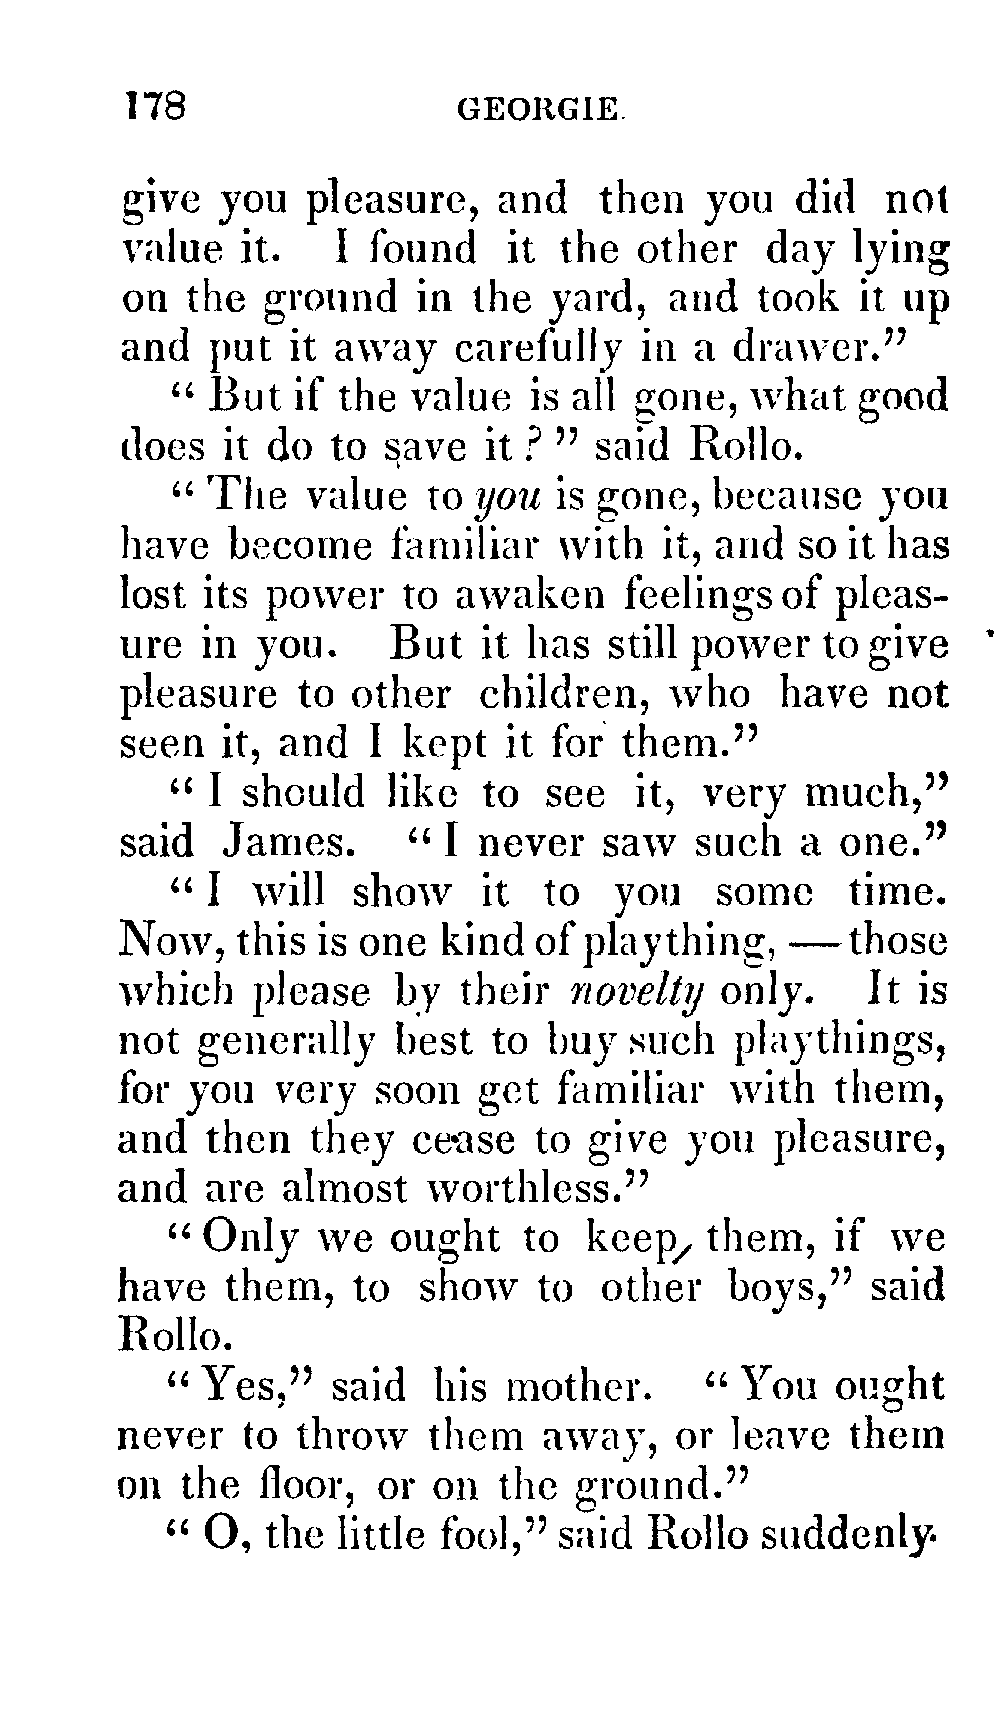 178 GEORGIE.
give you pleasure, and then you did not
value it. I found it the other day lying
on the ground in the yard, and took it up
and put it away carefully in a drawer.”
“ But if the value is all gone, what good
does it do to save it ? ” said Rollo.
“ The value to you is gone, because you
have become familiar with it, and so it has
lost its power to awaken feelings of pleas-
ure in you. But it has still power to give
pleasure to other children, who have not
seen it, and I kept it for them.”
“ I should like to see it, very much,”
said James. “ I never saw such a one.”
“ I will show it to you some time.
Now, this is one kind of plaything, — those
which please by their novelty only. It is
not generally best to buy such playthings,
for you very soon get familiar with them,
and then they cease to give you pleasure,
and are almost worthless.”
“ Only we ought to keep, them, if we
have them, to show to other boys,” said
Rollo.
“ Yes,” said his mother. “ You ought
never to throw them away, or leave them
on the floor, or on the ground.”
“ O, the little fool,” said Rollo suddenly.